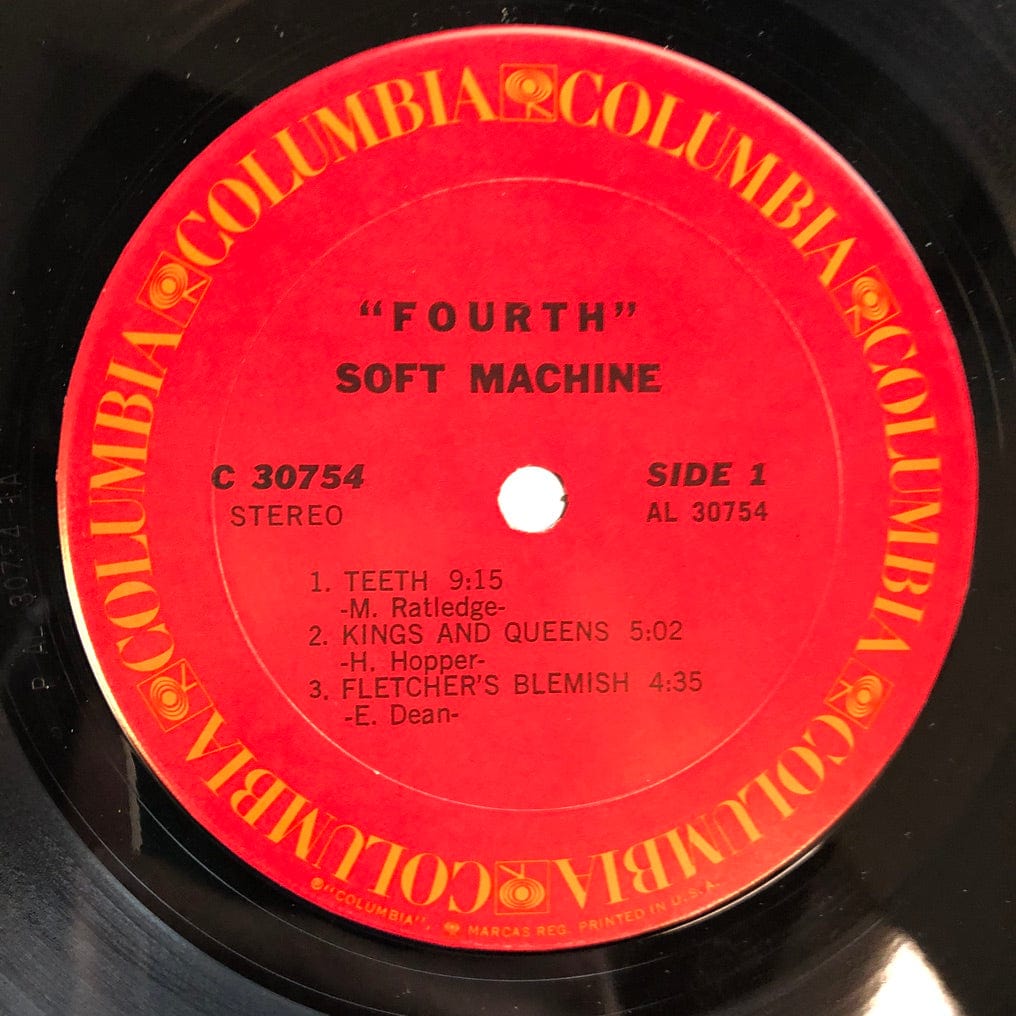 COLUMBIA COLUMBIA COLUMBIA COLUMBIA COLUMBIA COLUMBIA
"FOURTH"
SOFT MACHINE
C 30754
STEREO
SIDE 1
AL 30754
1. TEETH 9:15
-M. Ratledge-
2. KINGS AND QUEENS 5:02
-H. Hopper-
3. FLETCHER'S BLEMISH 4:35
-E. Dean-
"COLUMBIA", MARCAS REG. PRINTED IN U.S.A.